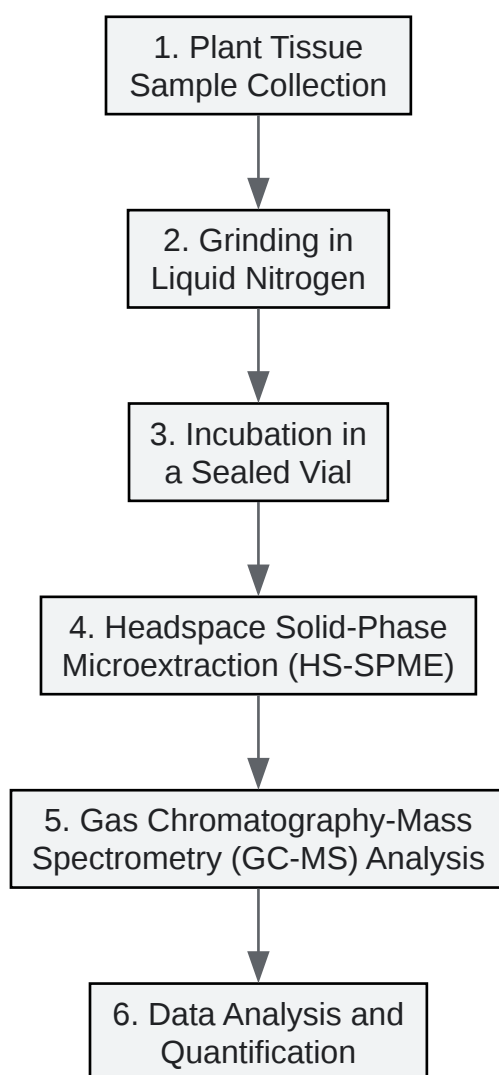 1. Plant Tissue
Sample Collection
2. Grinding in
Liquid Nitrogen
3. Incubation in
a Sealed Vial
4. Headspace Solid-Phase
Microextraction (HS-SPME)
5. Gas Chromatography-Mass
Spectrometry (GC-MS) Analysis
6. Data Analysis and
Quantification